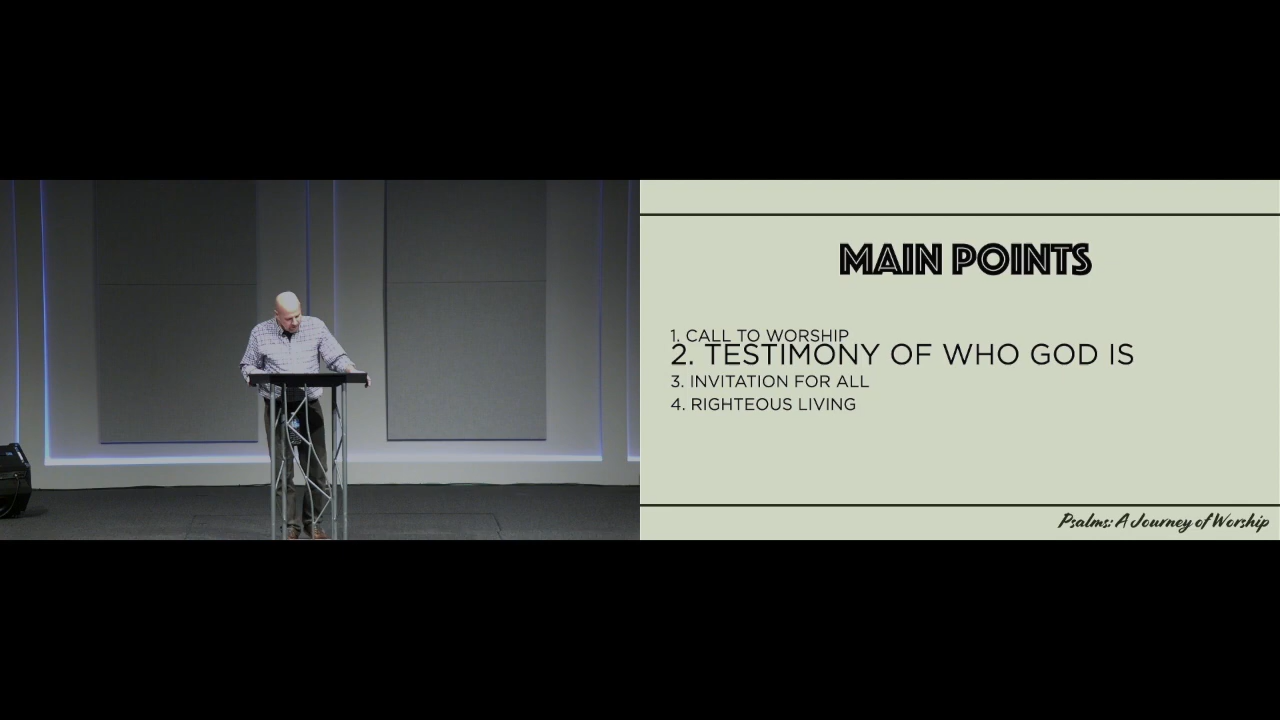 MAIN POINTS
1. CALL TO WORSHIP
2. TESTIMONY OF WHO GOD IS
3. INVITATION FOR ALL
4. RIGHTEOUS LIVING
Psalms: A Journey of Worship